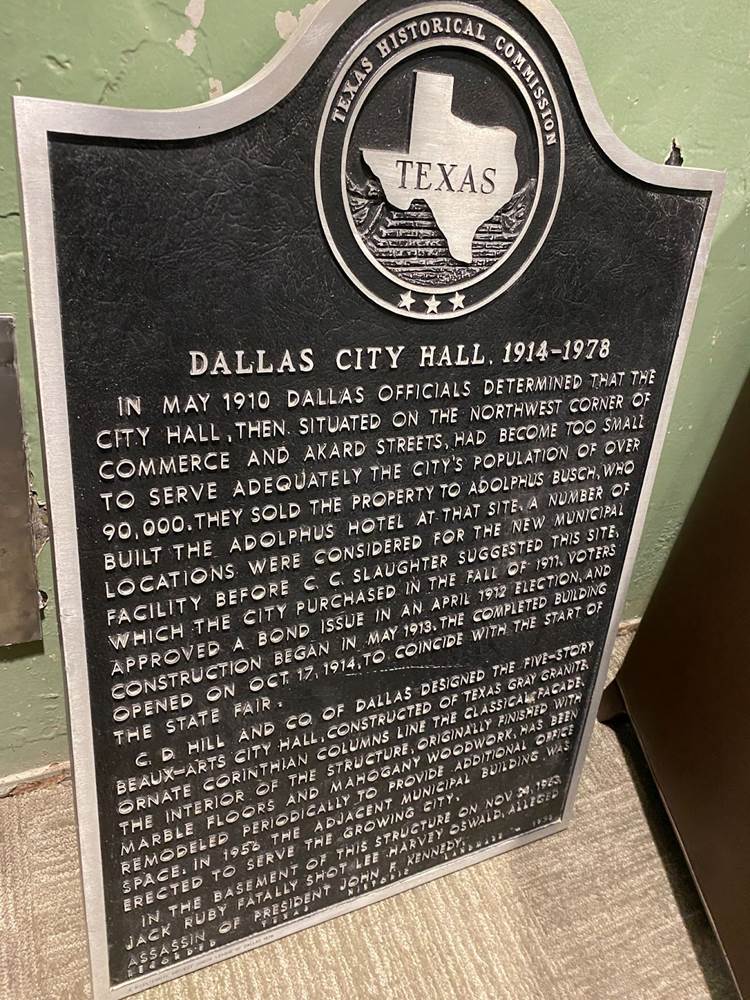 TEXAS HISTORICAL COMMISSION
TEXAS
DALLAS CITY HALL, 1914-1978
IN MAY 1910 DALLAS OFFICIALS DETERMINED THAT THE
CITY HALL, THEN SITUATED ON THE NORTHWEST CORNER OF
COMMERCE AND AKARD STREETS, HAD BECOME TOO SMALL
TO SERVE ADEQUATELY THE CITY'S POPULATION OF OVER
90,000. THEY SOLD THE PROPERTY TO ADOLPHUS BUSCH, WHO
BUILT THE ADOLPHUS HOTEL AT THAT SITE. A NUMBER OF
LOCATIONS WERE CONSIDERED FOR THE NEW MUNICIPAL
FACILITY BEFORE C. C. SLAUGHTER SUGGESTED THIS SITE,
WHICH THE CITY PURCHASED IN THE FALL OF 1911. VOTERS
APPROVED A BOND ISSUE IN AN APRIL 1912 ELECTION, AND
CONSTRUCTION BEGAN IN MAY 1913. THE COMPLETED BUILDING
OPENED ON OCT. 17, 1914, TO COINCIDE WITH THE START OF
THE STATE FAIR.
C. D. HILL AND CO. OF DALLAS DESIGNED THE FIVE-STORY
BEAUX-ARTS CITY HALL. CONSTRUCTED OF TEXAS GRAY GRANITE,
ORNATE CORINTHIAN COLUMNS LINE THE CLASSICAL FACADE.
THE INTERIOR OF THE STRUCTURE, ORIGINALLY FINISHED WITH
MARBLE FLOORS AND MAHOGANY WOODWORK, HAS BEEN
REMODELED PERIODICALLY TO PROVIDE ADDITIONAL OFFICE
SPACE. IN 1956 THE ADJACENT MUNICIPAL BUILDING WAS
ERECTED TO SERVE THE GROWING CITY.
IN THE BASEMENT OF THIS STRUCTURE ON NOV. 24, 1963,
JACK RUBY FATALLY SHOT LEE HARVEY OSWALD, ALLEGED
ASSASSIN OF PRESIDENT JOHN F. KENNEDY.
RECORDED TEXAS HISTORIC LANDMARK